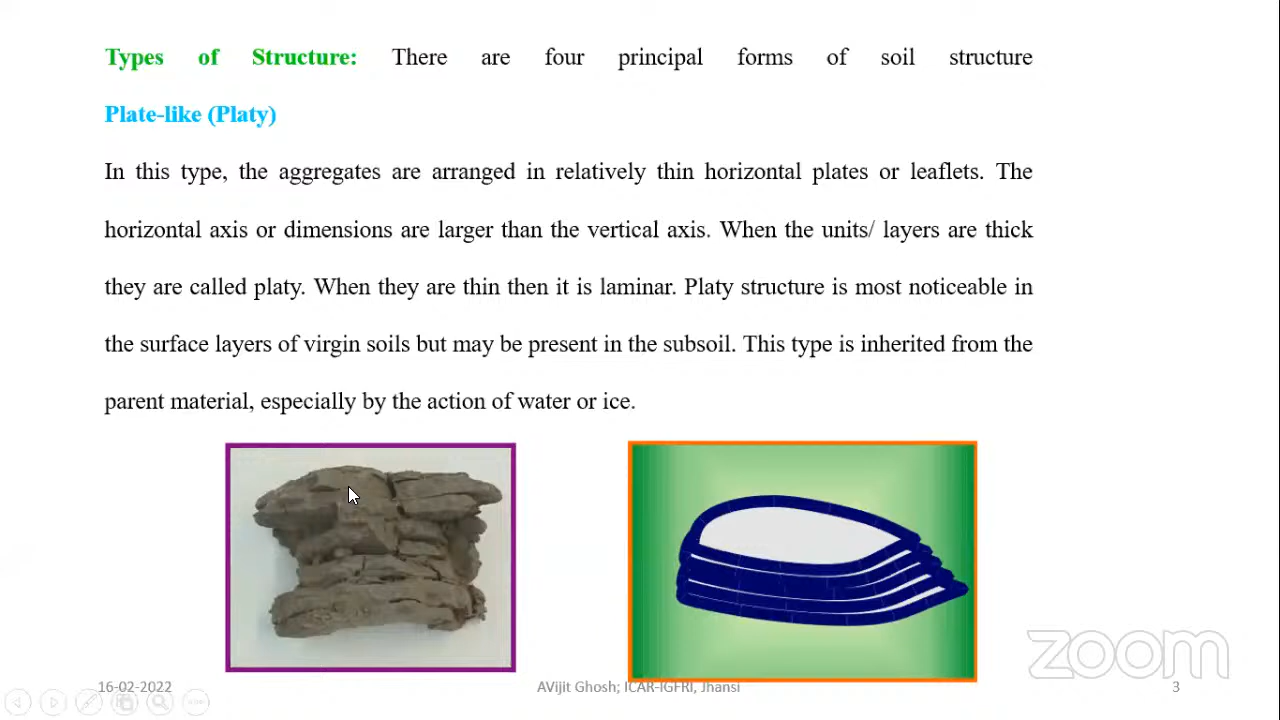 Types of Structure: There are four principal forms of soil structure
Plate-like (Platy)
In this type, the aggregates are arranged in relatively thin horizontal plates or leaflets. The
horizontal axis or dimensions are larger than the vertical axis. When the units/ layers are thick
they are called platy. When they are thin then it is laminar. Platy structure is most noticeable in
the surface layers of virgin soils but may be present in the subsoil. This type is inherited from the
parent material, especially by the action of water or ice.
zoom
16-02-2022 AVijit Ghosh; ICAR-IGFRI, Jhansi 3